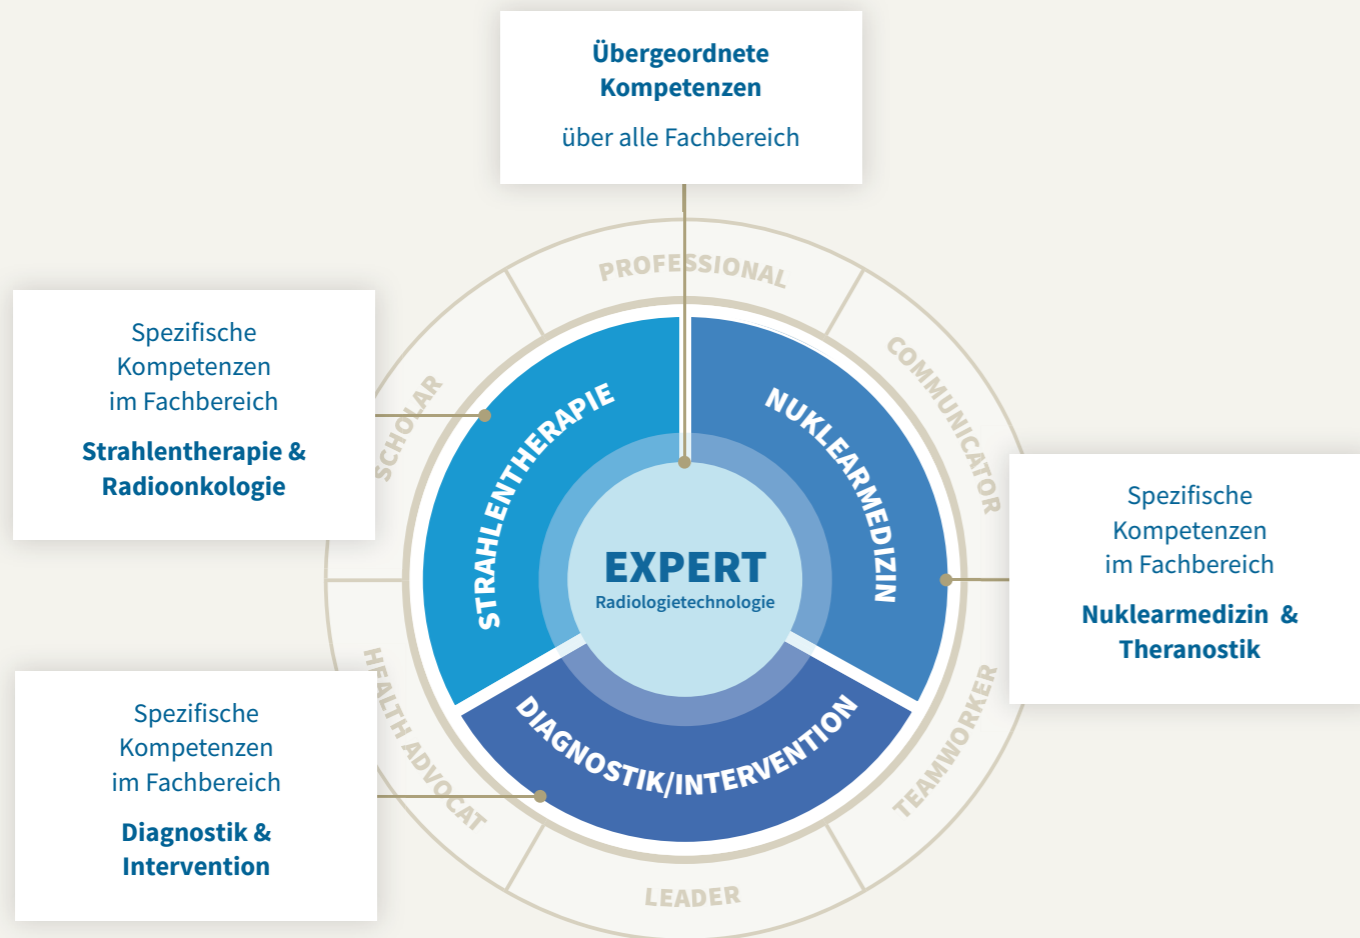 Übergeordnete
Kompetenzen
über alle Fachbereich
PROFESSIONAL
COMMUNICATOR
TEAMWORKER
LEADER
HEALTH ADVOCAT
SCHOLAR
Spezifische
Kompetenzen
im Fachbereich
Strahlentherapie &
Radioonkologie
STRAHLENTHERAPIE
NUKLEARMEDIZIN
EXPERT
Radiologietechnologie
DIAGNOSTIK/INTERVENTION
Spezifische
Kompetenzen
im Fachbereich
Nuklearmedizin &
Theranostik
Spezifische
Kompetenzen
im Fachbereich
Diagnostik &
Intervention